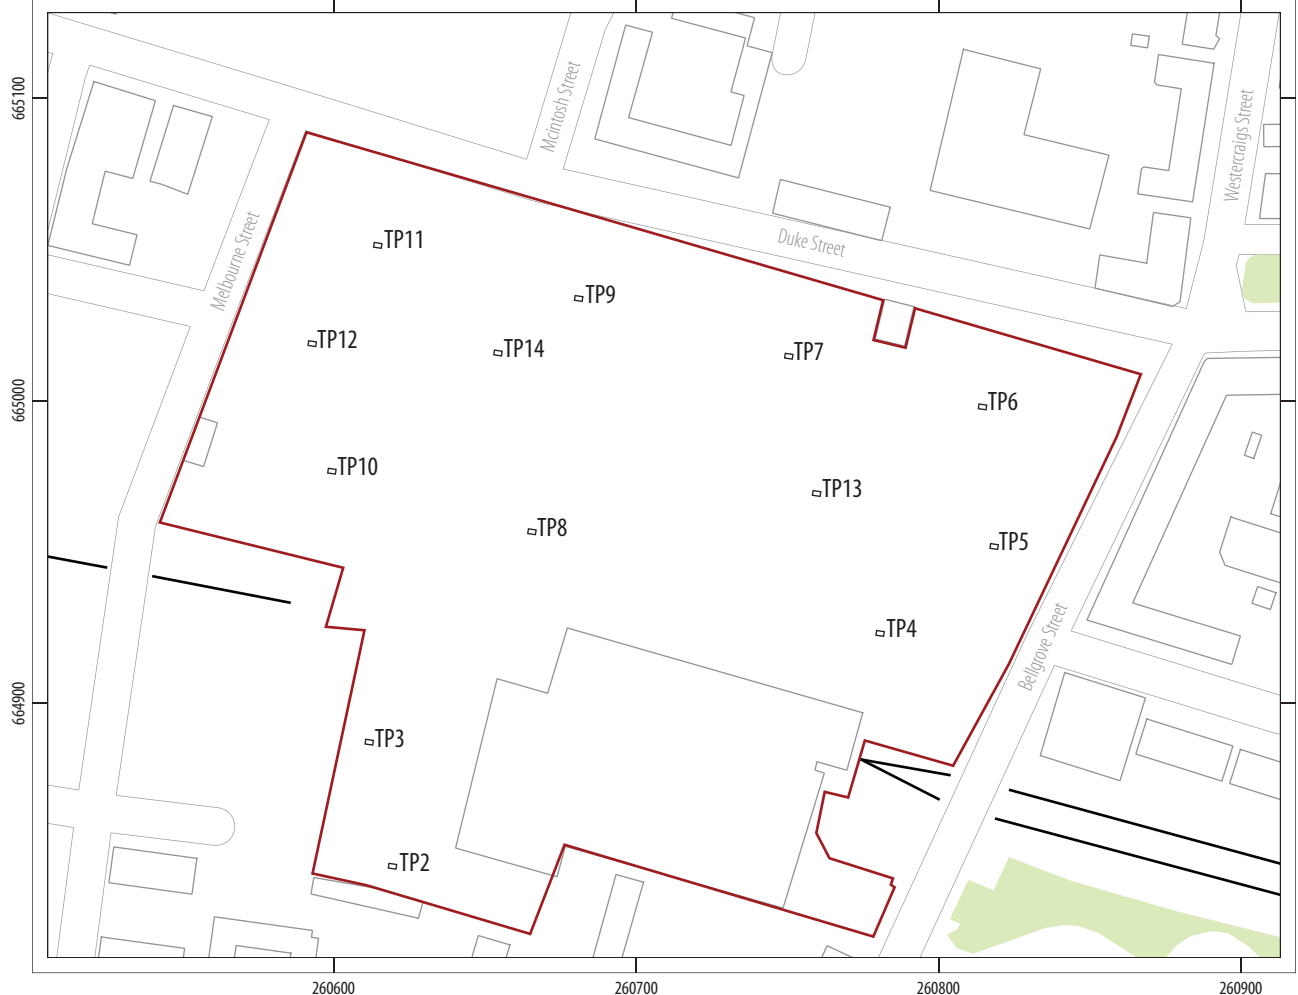 665100
665000
664900
Mcintosh Street
Westercraigs Street
Melbourne Street
Duke Street
Bellgrove Street
TP11
TP9
TP12
TP14
TP7
TP6
TP10
TP13
TP8
TP5
TP4
TP3
TP2
260600
260700
260800
260900